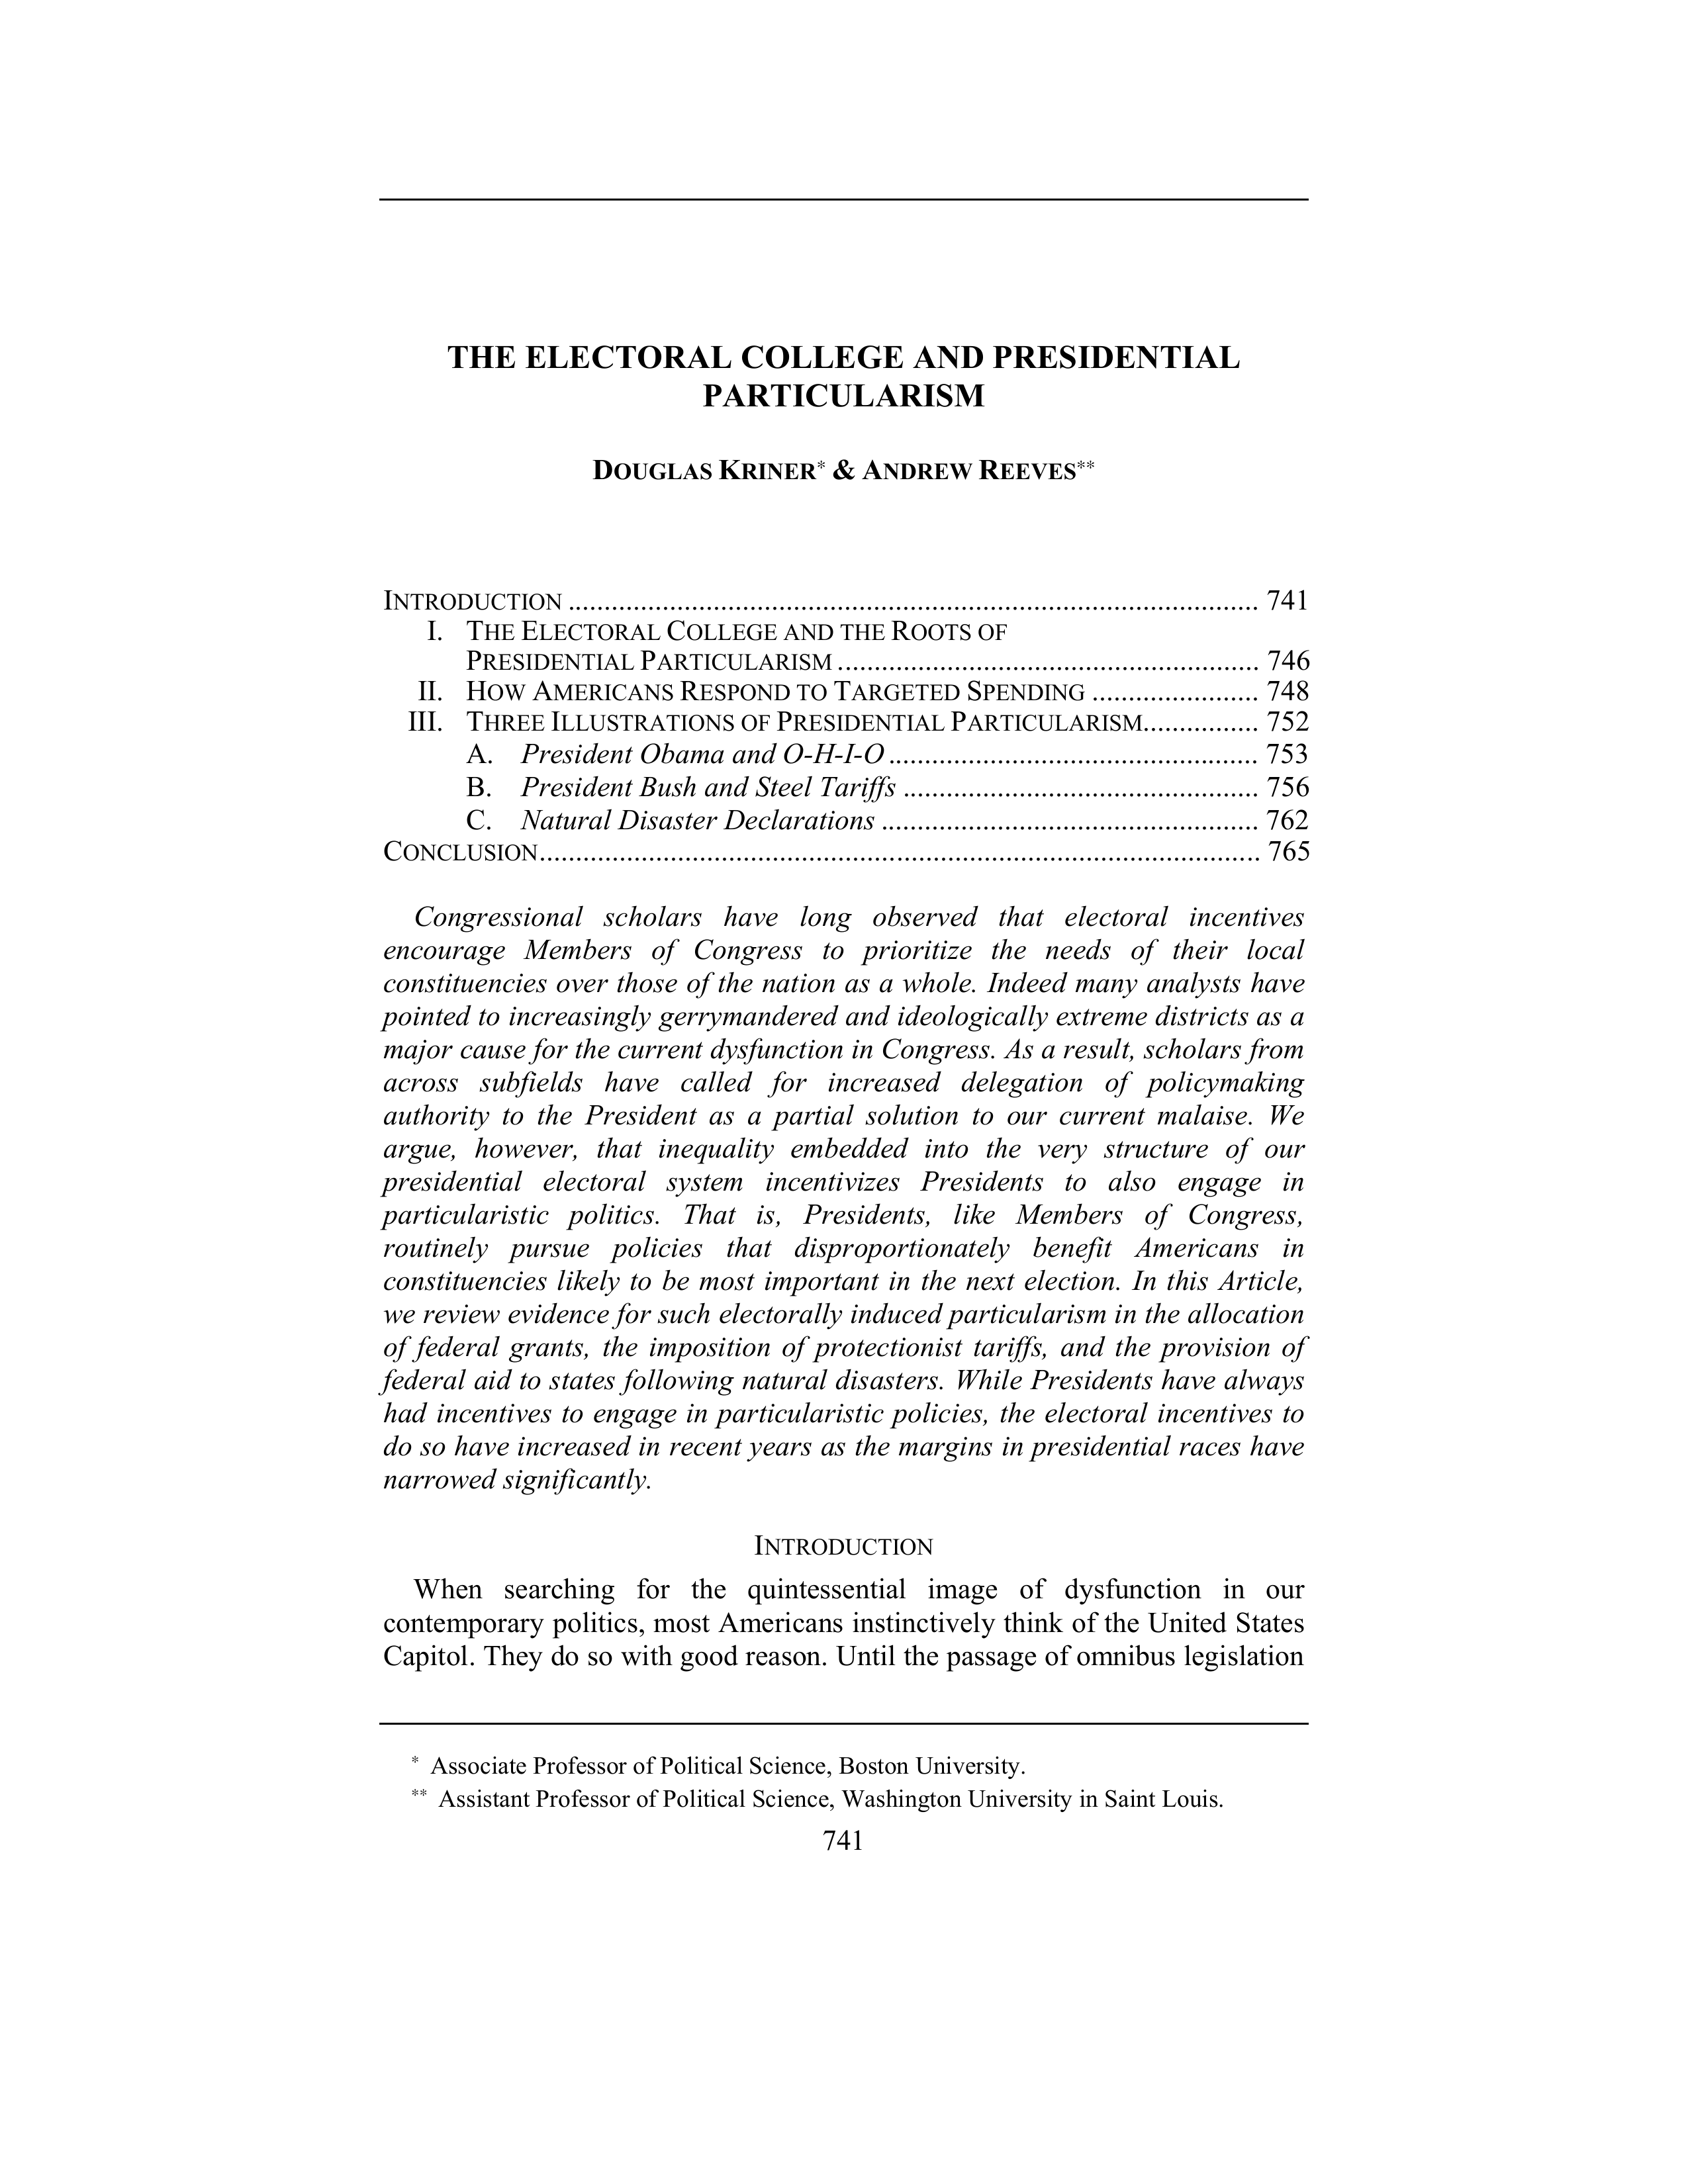 THE ELECTORAL COLLEGE AND PRESIDENTIAL
PARTICULARISM
DOUGLAS KRINER* & ANDREW REEVES**
INTRODUCTION ................................................................................................ 741
I. THE ELECTORAL COLLEGE AND THE ROOTS OF
PRESIDENTIAL PARTICULARISM .......................................................... 746
II. HOW AMERICANS RESPOND TO TARGETED SPENDING ....................... 748
III. THREE ILLUSTRATIONS OF PRESIDENTIAL PARTICULARISM................ 752
A. President Obama and O-H-I-O ................................................... 753
B. President Bush and Steel Tariffs ................................................. 756
C. Natural Disaster Declarations .................................................... 762
CONCLUSION.................................................................................................... 765
Congressional scholars have long observed that electoral incentives
encourage Members of Congress to prioritize the needs of their local
constituencies over those of the nation as a whole. Indeed many analysts have
pointed to increasingly gerrymandered and ideologically extreme districts as a
major cause for the current dysfunction in Congress. As a result, scholars from
across subfields have called for increased delegation of policymaking
authority to the President as a partial solution to our current malaise. We
argue, however, that inequality embedded into the very structure of our
presidential electoral system incentivizes Presidents to also engage in
particularistic politics. That is, Presidents, like Members of Congress,
routinely pursue policies that disproportionately benefit Americans in
constituencies likely to be most important in the next election. In this Article,
we review evidence for such electorally induced particularism in the allocation
of federal grants, the imposition of protectionist tariffs, and the provision of
federal aid to states following natural disasters. While Presidents have always
had incentives to engage in particularistic policies, the electoral incentives to
do so have increased in recent years as the margins in presidential races have
narrowed significantly.
INTRODUCTION
When searching for the quintessential image of dysfunction in our
contemporary politics, most Americans instinctively think of the United States
Capitol. They do so with good reason. Until the passage of omnibus legislation
* Associate Professor of Political Science, Boston University.
** Assistant Professor of Political Science, Washington University in Saint Louis.
741